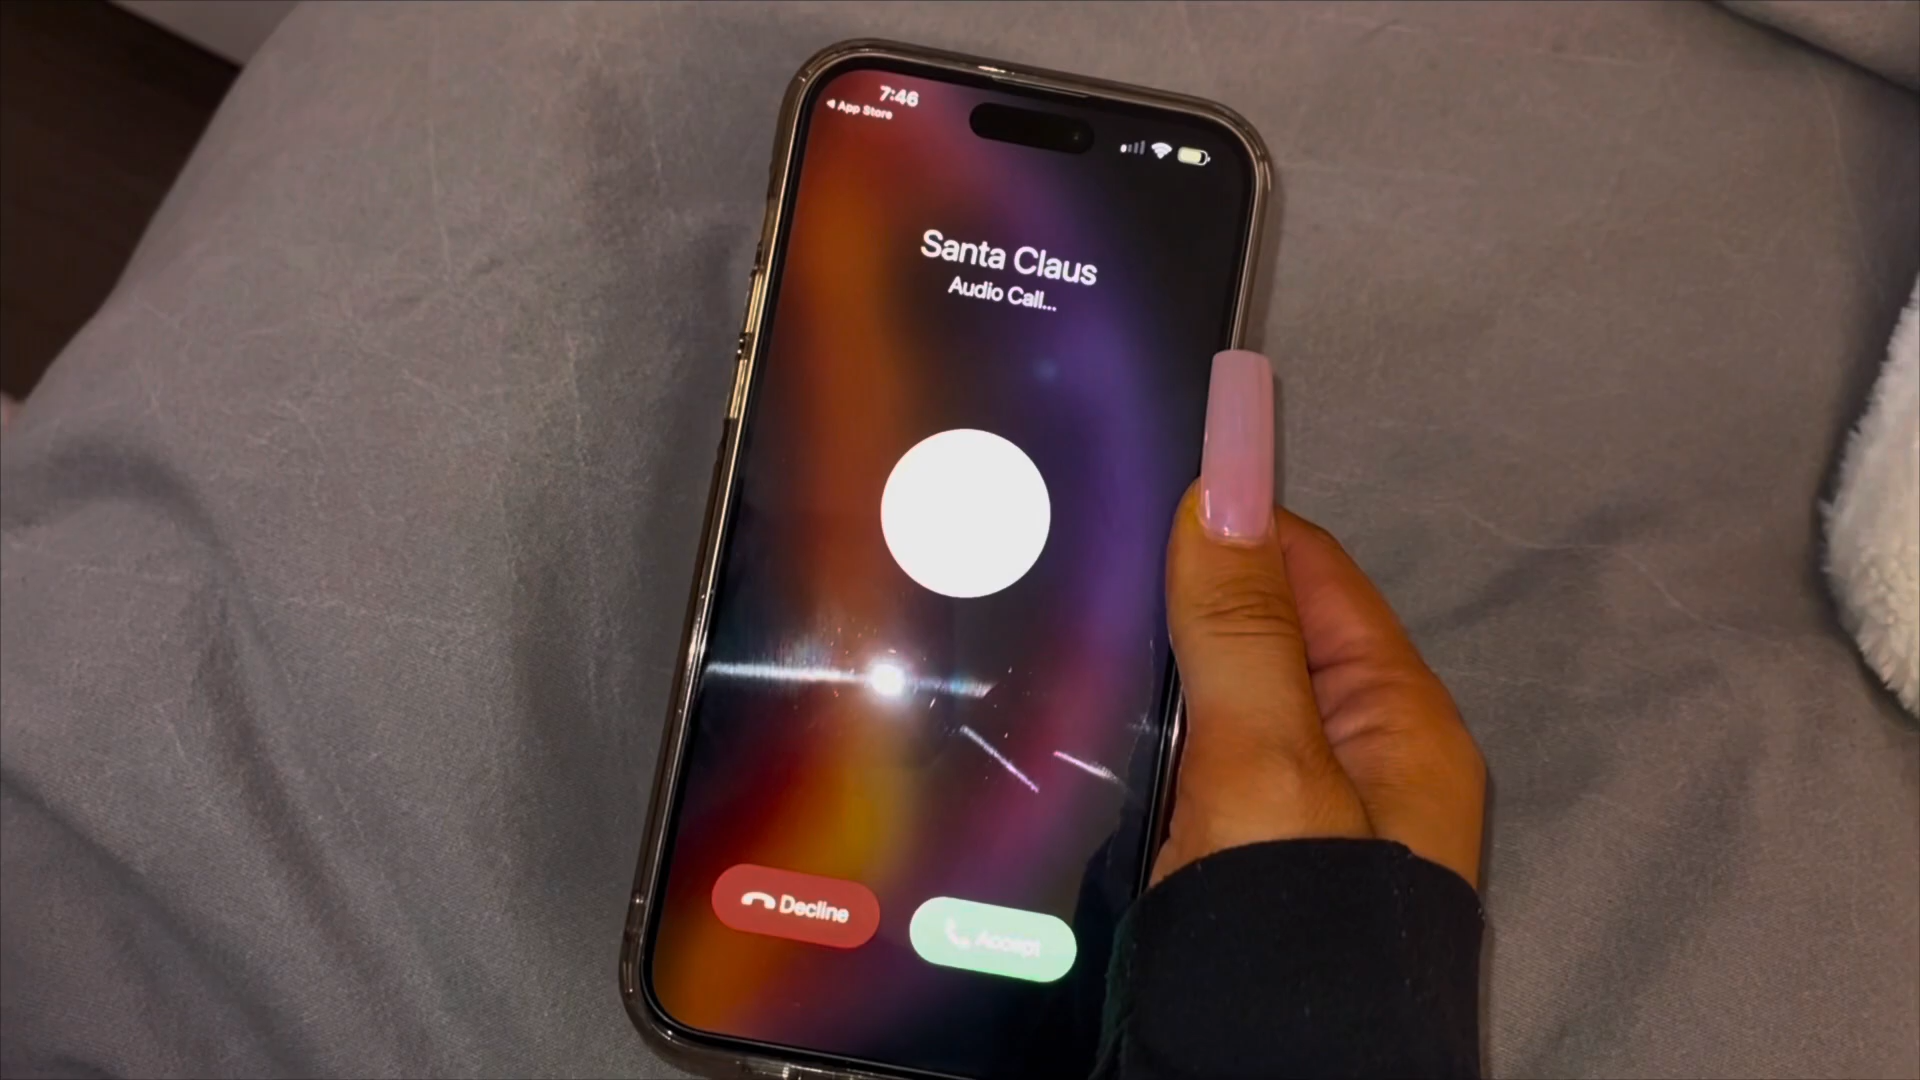 7:46
◀ App Store
Santa Claus
Audio Call...
Decline
Accept